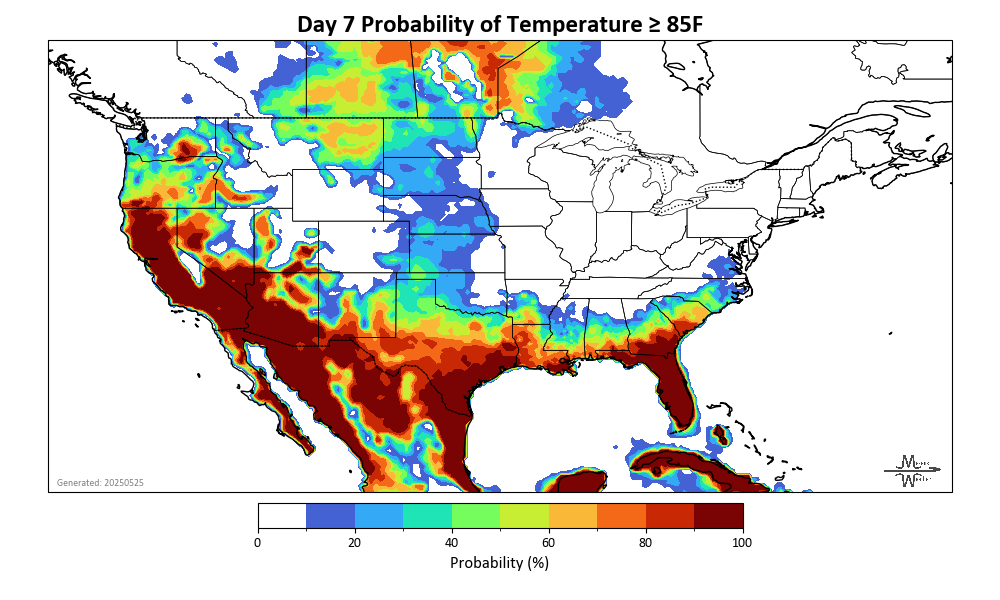 Day 7 Probability of Temperature ≥ 85F
Generated: 20250525
0 20 40 60 80 100
Probability (%)